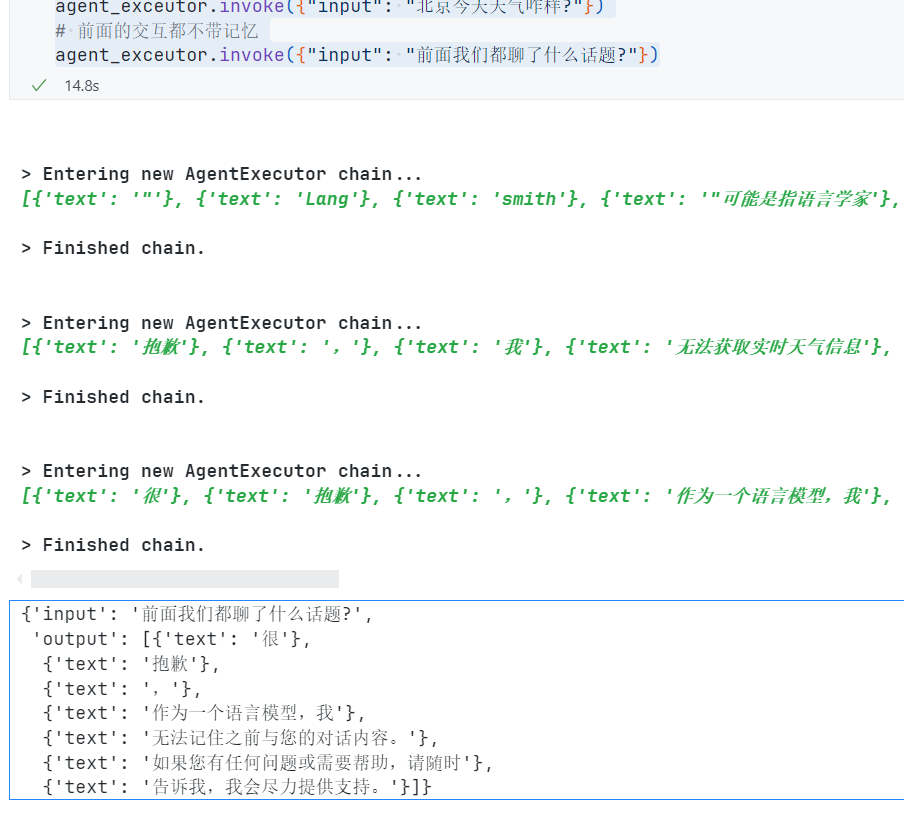 agent_exceutor.invoke({"input": "北京今天天气咋样?"})
# 前面的交互都不带记忆
agent_exceutor.invoke({"input": "前面我们都聊了什么话题?"})
14.8s
> Entering new AgentExecutor chain...
[{'text': '"'}, {'text': 'Lang'}, {'text': 'smith'}, {'text': '"可能是指语言学家'},
> Finished chain.
> Entering new AgentExecutor chain...
[{'text': '抱歉'}, {'text': '，'}, {'text': '我'}, {'text': '无法获取实时天气信息'},
> Finished chain.
> Entering new AgentExecutor chain...
[{'text': '很'}, {'text': '抱歉'}, {'text': '，'}, {'text': '作为一个语言模型，我'},
> Finished chain.
{'input': '前面我们都聊了什么话题?',
'output': [{'text': '很'},
{'text': '抱歉'},
{'text': '，'},
{'text': '作为一个语言模型，我'},
{'text': '无法记住之前与您的对话内容。'},
{'text': '如果您有任何问题或需要帮助，请随时'},
{'text': '告诉我，我会尽力提供支持。'}]}